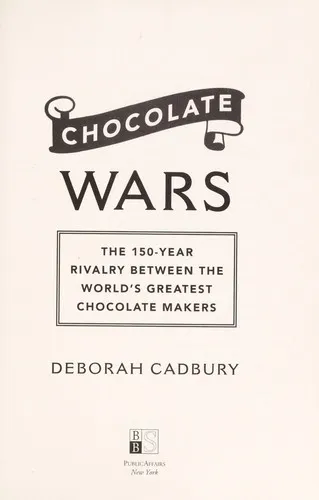 CHOCOLATE
WARS
THE 150-YEAR
RIVALRY BETWEEN THE
WORLD'S GREATEST
CHOCOLATE MAKERS
DEBORAH CADBURY
B
B S
PUBLICAFFAIRS
New York